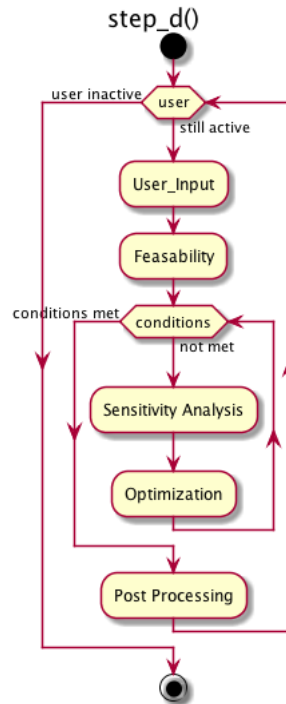 step_d()
user inactive
user
still active
User_Input
Feasability
conditions met
conditions
not met
Sensitivity Analysis
Optimization
Post Processing